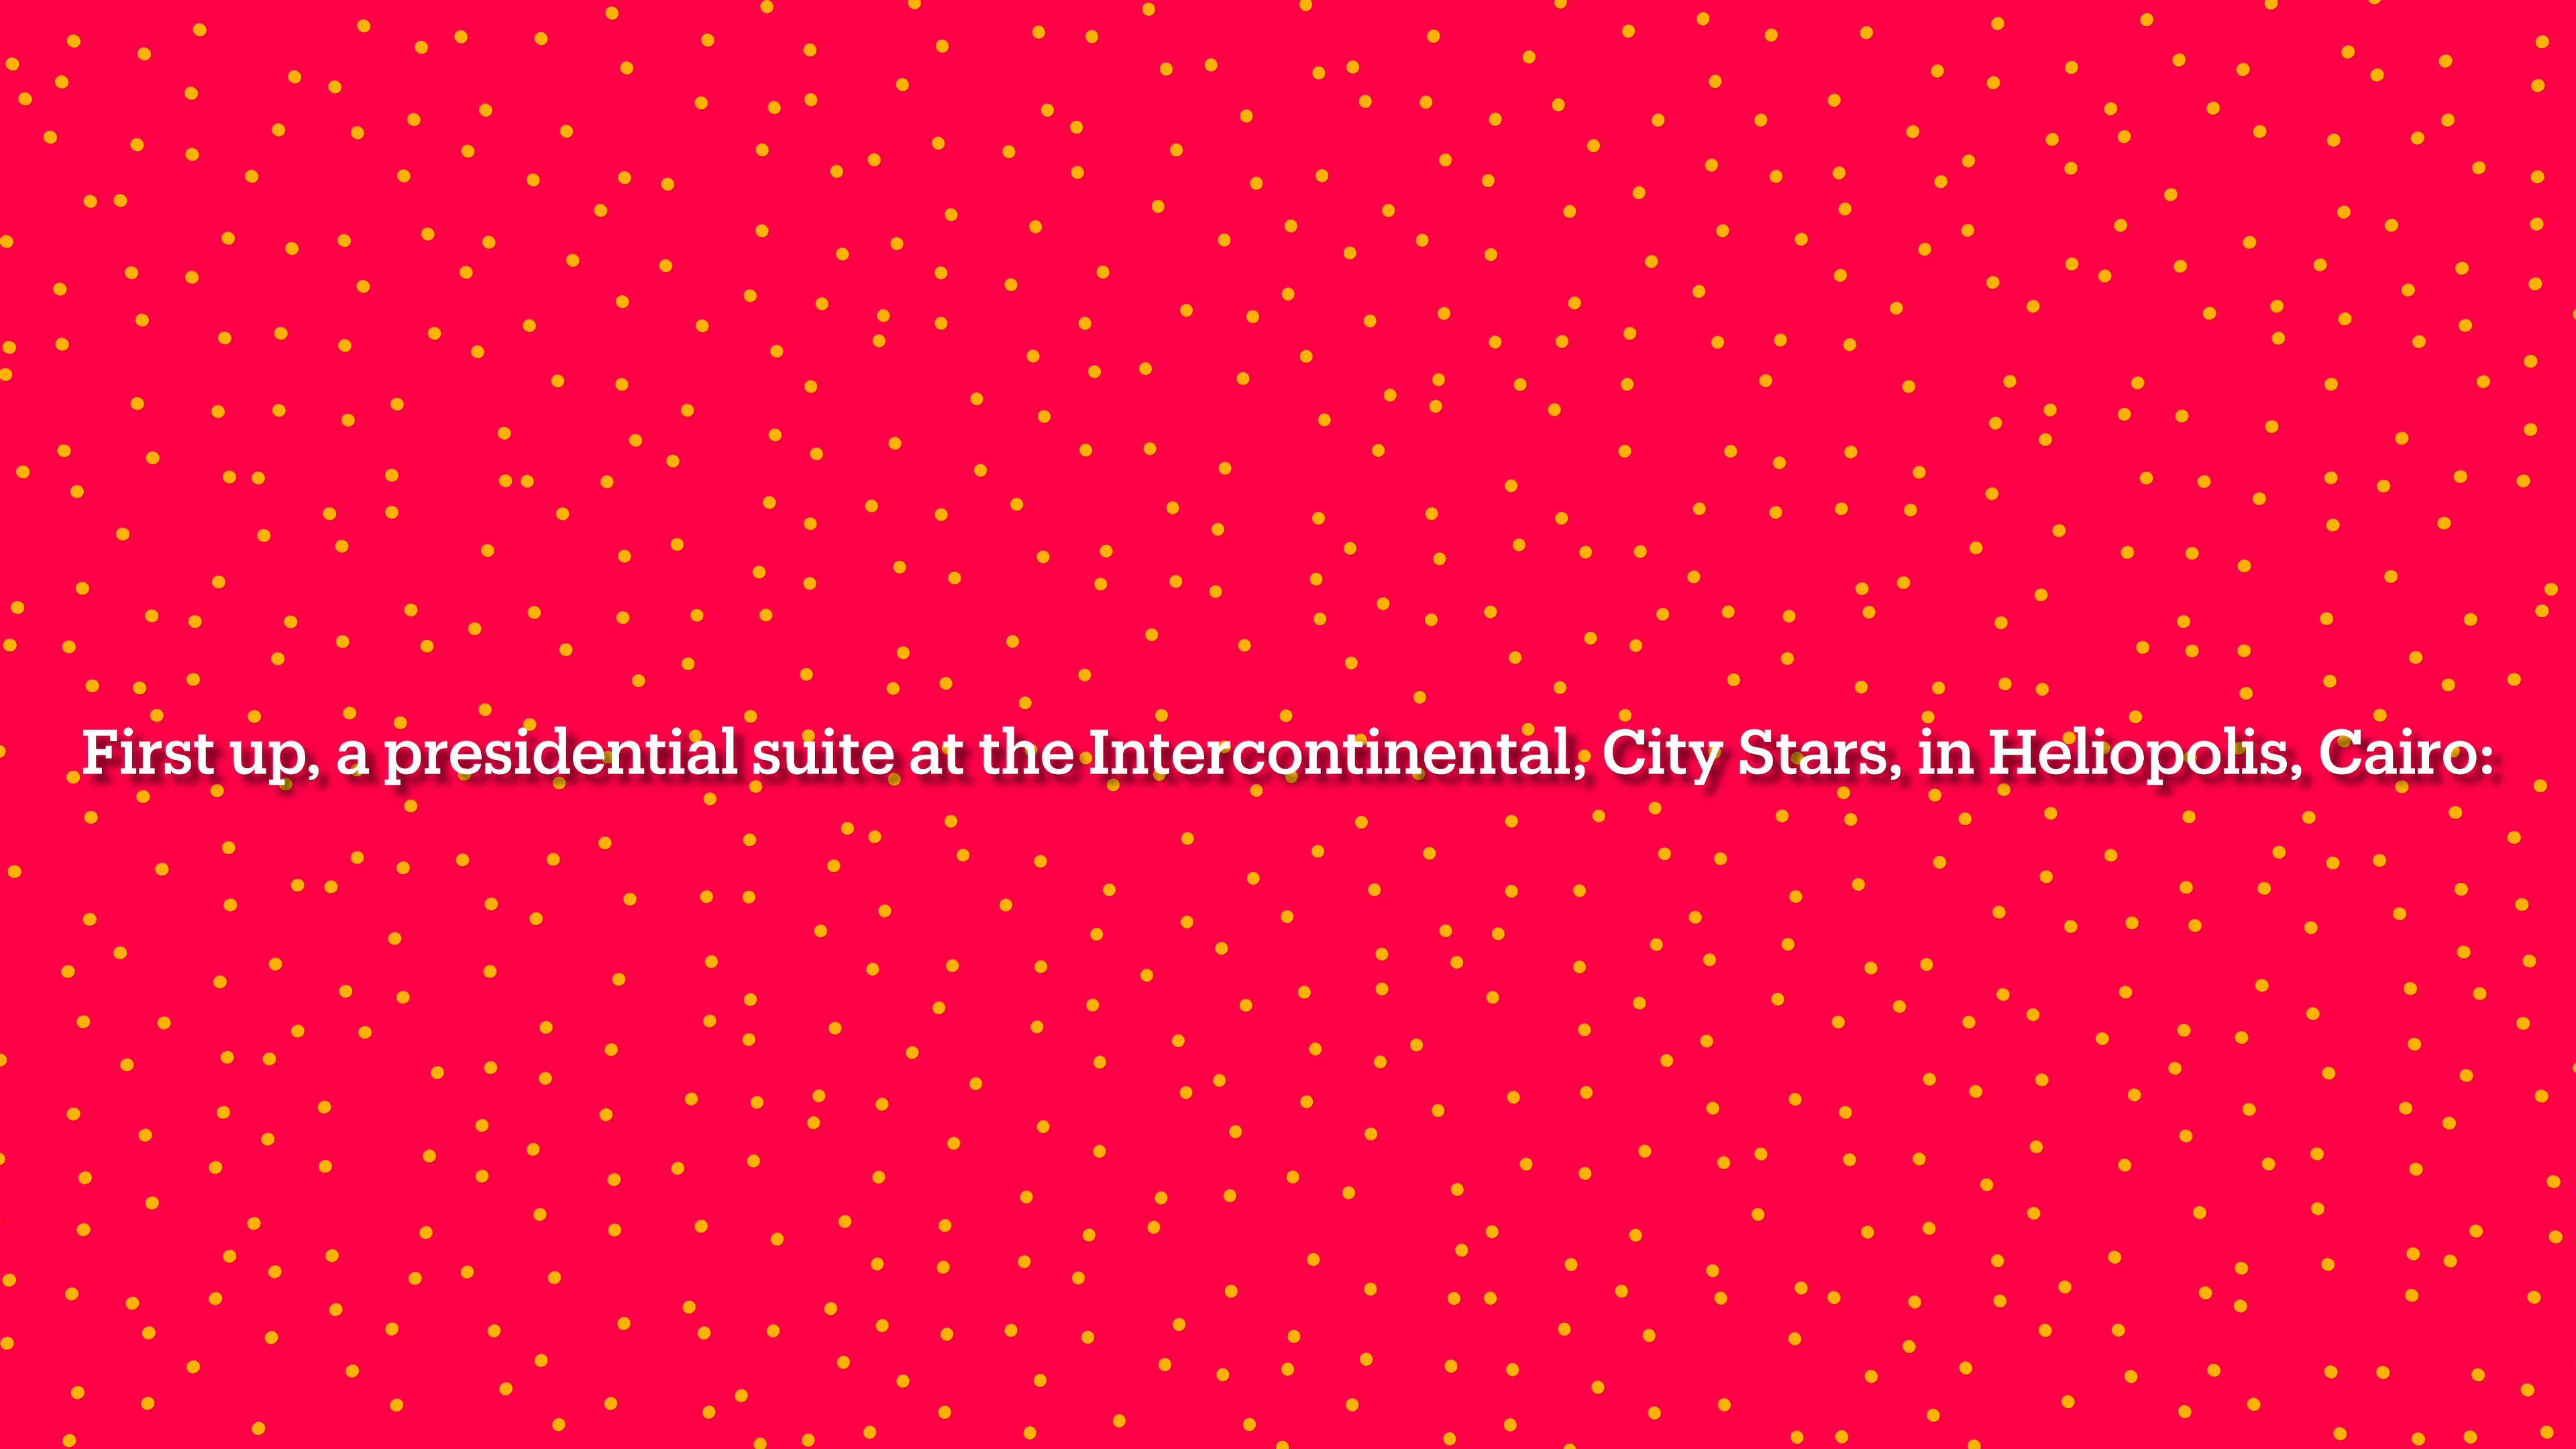 First up, a presidential suite at the Intercontinental, City Stars, in Heliopolis, Cairo: